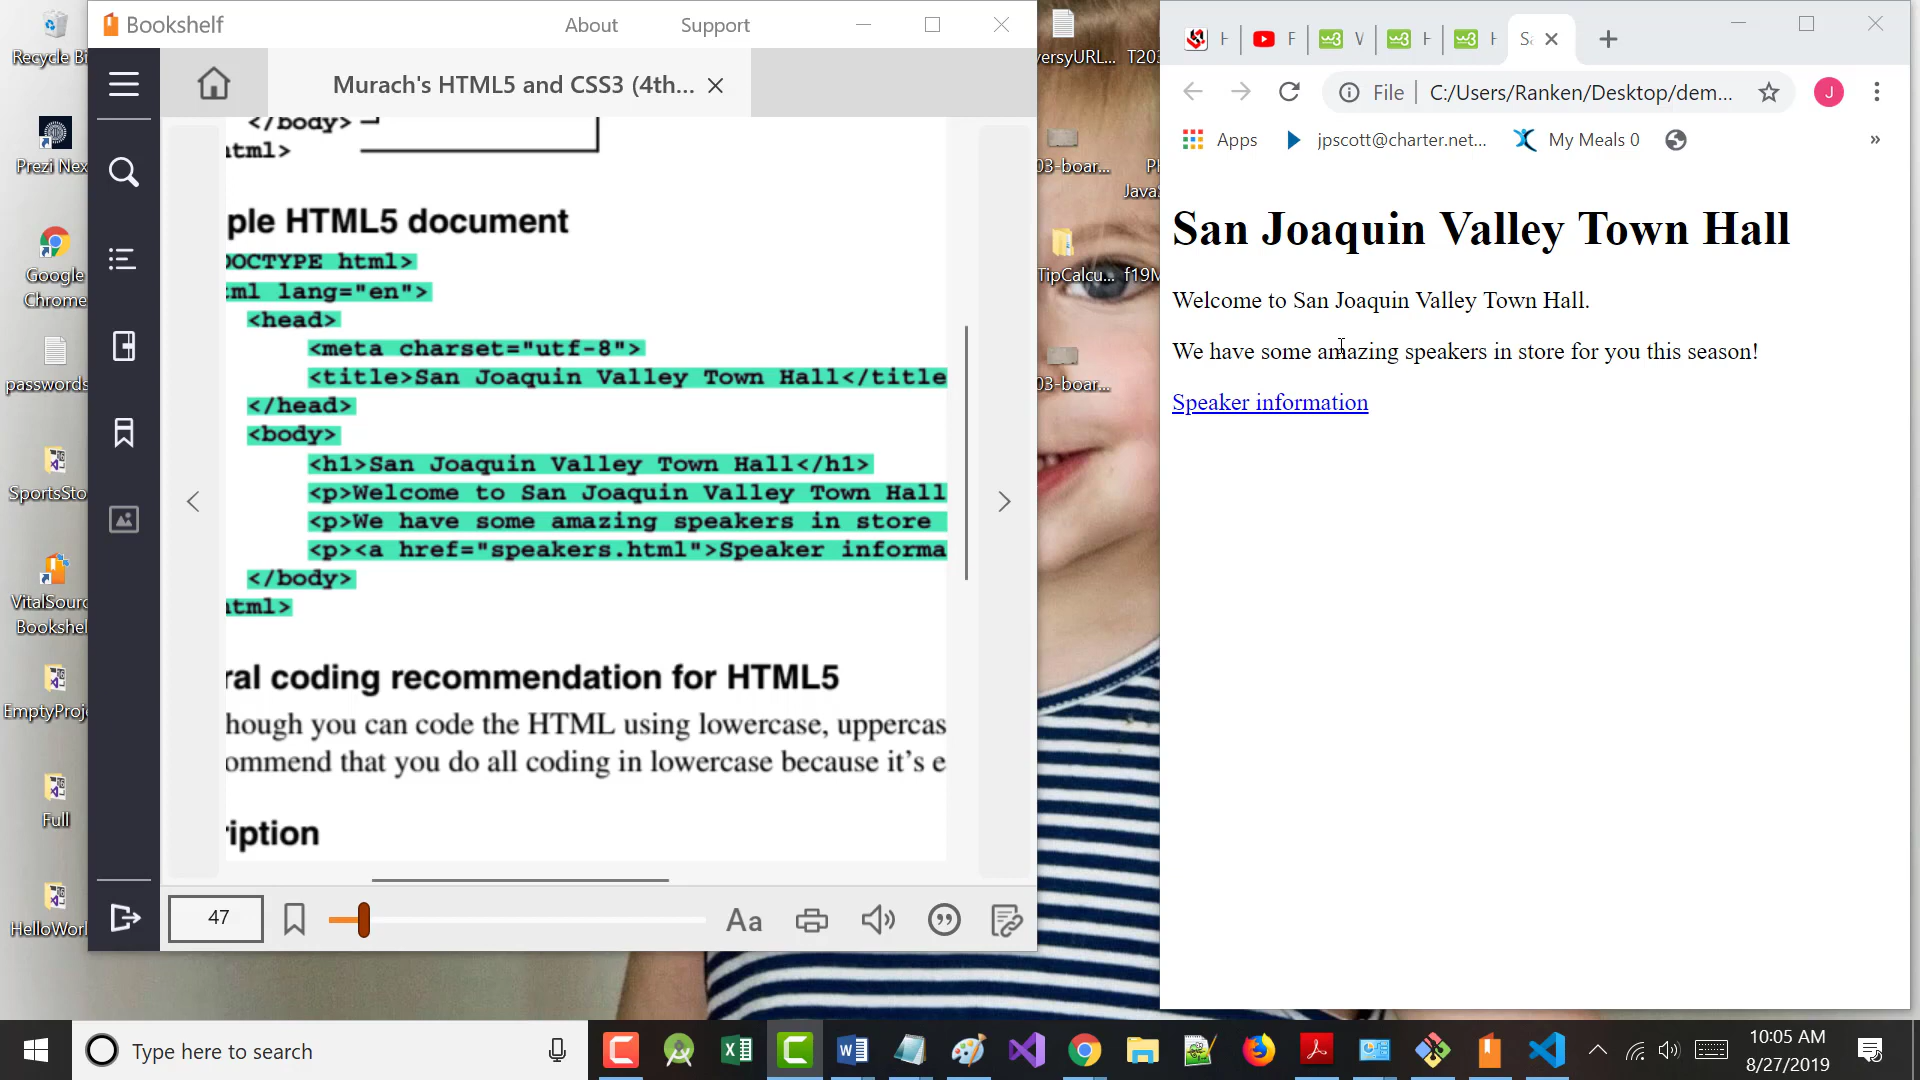 Recycle Bi
Prezi Nex
Google
Chrome
passwords
SportsSto
VitalSourc
Bookshel
EmptyProj
Full
HelloWorl
Bookshelf
About
Support
Murach's HTML5 and CSS3 (4th...
</body>
tml>
ple HTML5 document
DOCTYPE html>
ml lang="en">
<head>
<meta charset="utf-8">
<title>San Joaquin Valley Town Hall</title
</head>
<body>
<h1>San Joaquin Valley Town Hall</h1>
<p>Welcome to San Joaquin Valley Town Hall
<p>We have some amazing speakers in store
<p><a href="speakers.html">Speaker informa
</body>
tml>
ral coding recommendation for HTML5
hough you can code the HTML using lowercase, uppercas
ommend that you do all coding in lowercase because it's e
ription
47
Aa
versyURL...
T203
03-boar...
Ph
JavaS
TipCalcu...
f19M
03-boar...
File
C:/Users/Ranken/Desktop/dem...
J
Apps
jpscott@charter.net...
My Meals 0
»
San Joaquin Valley Town Hall
Welcome to San Joaquin Valley Town Hall.
We have some amazing speakers in store for you this season!
Speaker information
Type here to search
10:05 AM
8/27/2019